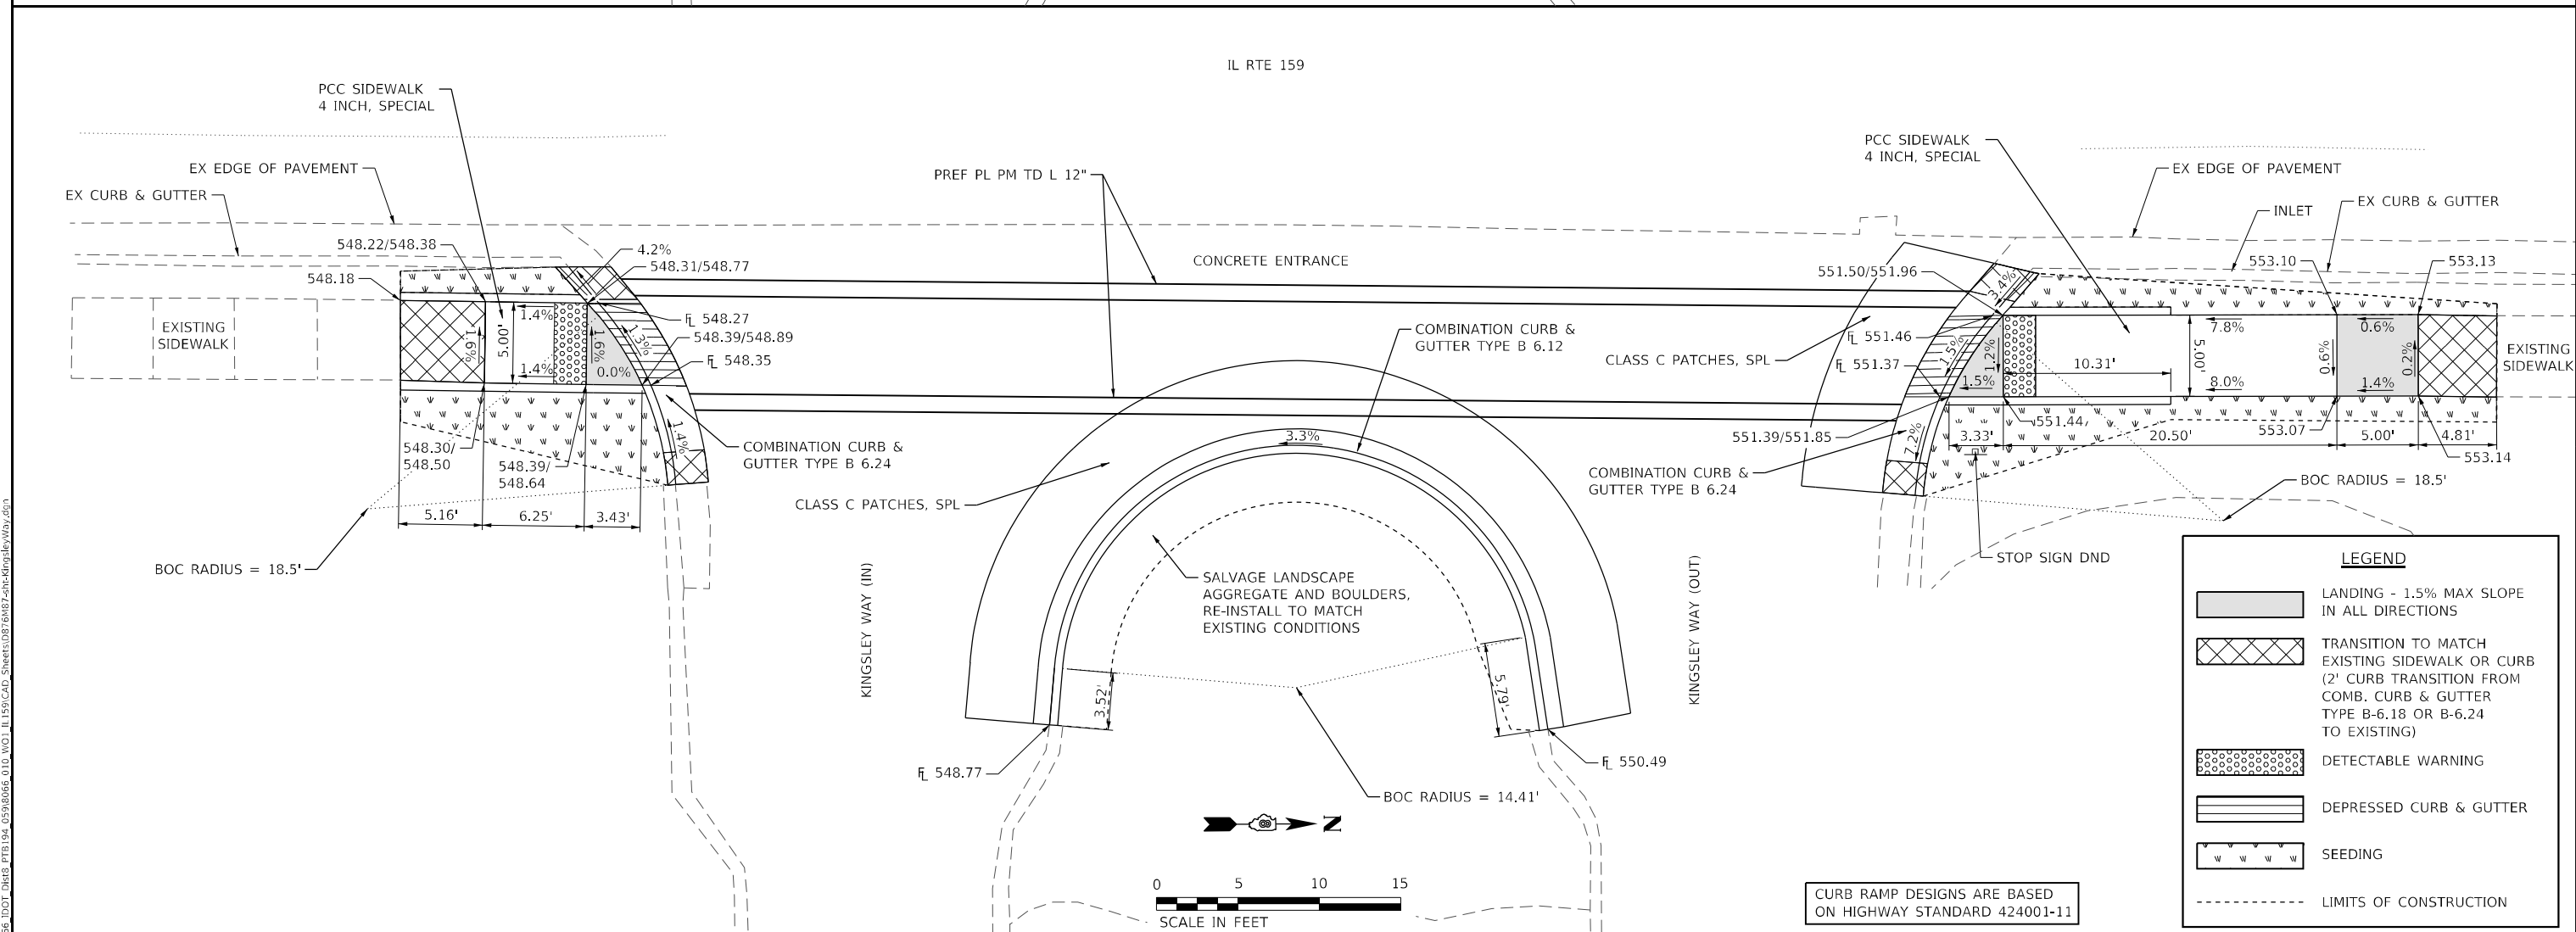 IL RTE 159
PCC SIDEWALK
4 INCH, SPECIAL
EX EDGE OF PAVEMENT
EX CURB & GUTTER
548.22/548.38
548.18
4.2%
548.31/548.77
PREF PL PM TD L 12"
CONCRETE ENTRANCE
EXISTING
SIDEWALK
1.6%
5.00'
1.4%
1.4%
1.6%
0.0%
1.3%
℄ 548.27
548.39/548.89
℄ 548.35
1.4%
548.30/
548.50
548.39/
548.64
5.16'
6.25'
3.43'
BOC RADIUS = 18.5'
COMBINATION CURB &
GUTTER TYPE B 6.24
CLASS C PATCHES, SPL
3.3%
COMBINATION CURB &
GUTTER TYPE B 6.12
KINGSLEY WAY (IN)
SALVAGE LANDSCAPE
AGGREGATE AND BOULDERS,
RE-INSTALL TO MATCH
EXISTING CONDITIONS
3.52'
5.79'
℄ 548.77
℄ 550.49
BOC RADIUS = 14.41'
KINGSLEY WAY (OUT)
N
0 5 10 15
SCALE IN FEET
PCC SIDEWALK
4 INCH, SPECIAL
EX EDGE OF PAVEMENT
INLET
EX CURB & GUTTER
551.50/551.96
3.4%
553.10
553.13
℄ 551.46
CLASS C PATCHES, SPL
℄ 551.37
1.5%
1.2%
1.5%
10.31'
5.00'
7.8%
8.0%
0.6%
0.6%
0.2%
1.4%
EXISTING
SIDEWALK
551.39/551.85
551.44/
3.33'
20.50'
553.07
5.00'
4.81'
553.14
7.2%
COMBINATION CURB &
GUTTER TYPE B 6.24
BOC RADIUS = 18.5'
STOP SIGN DND
LEGEND
LANDING - 1.5% MAX SLOPE
IN ALL DIRECTIONS
TRANSITION TO MATCH
EXISTING SIDEWALK OR CURB
(2' CURB TRANSITION FROM
COMB. CURB & GUTTER
TYPE B-6.18 OR B-6.24
TO EXISTING)
DETECTABLE WARNING
DEPRESSED CURB & GUTTER
SEEDING
LIMITS OF CONSTRUCTION
CURB RAMP DESIGNS ARE BASED
ON HIGHWAY STANDARD 424001-11